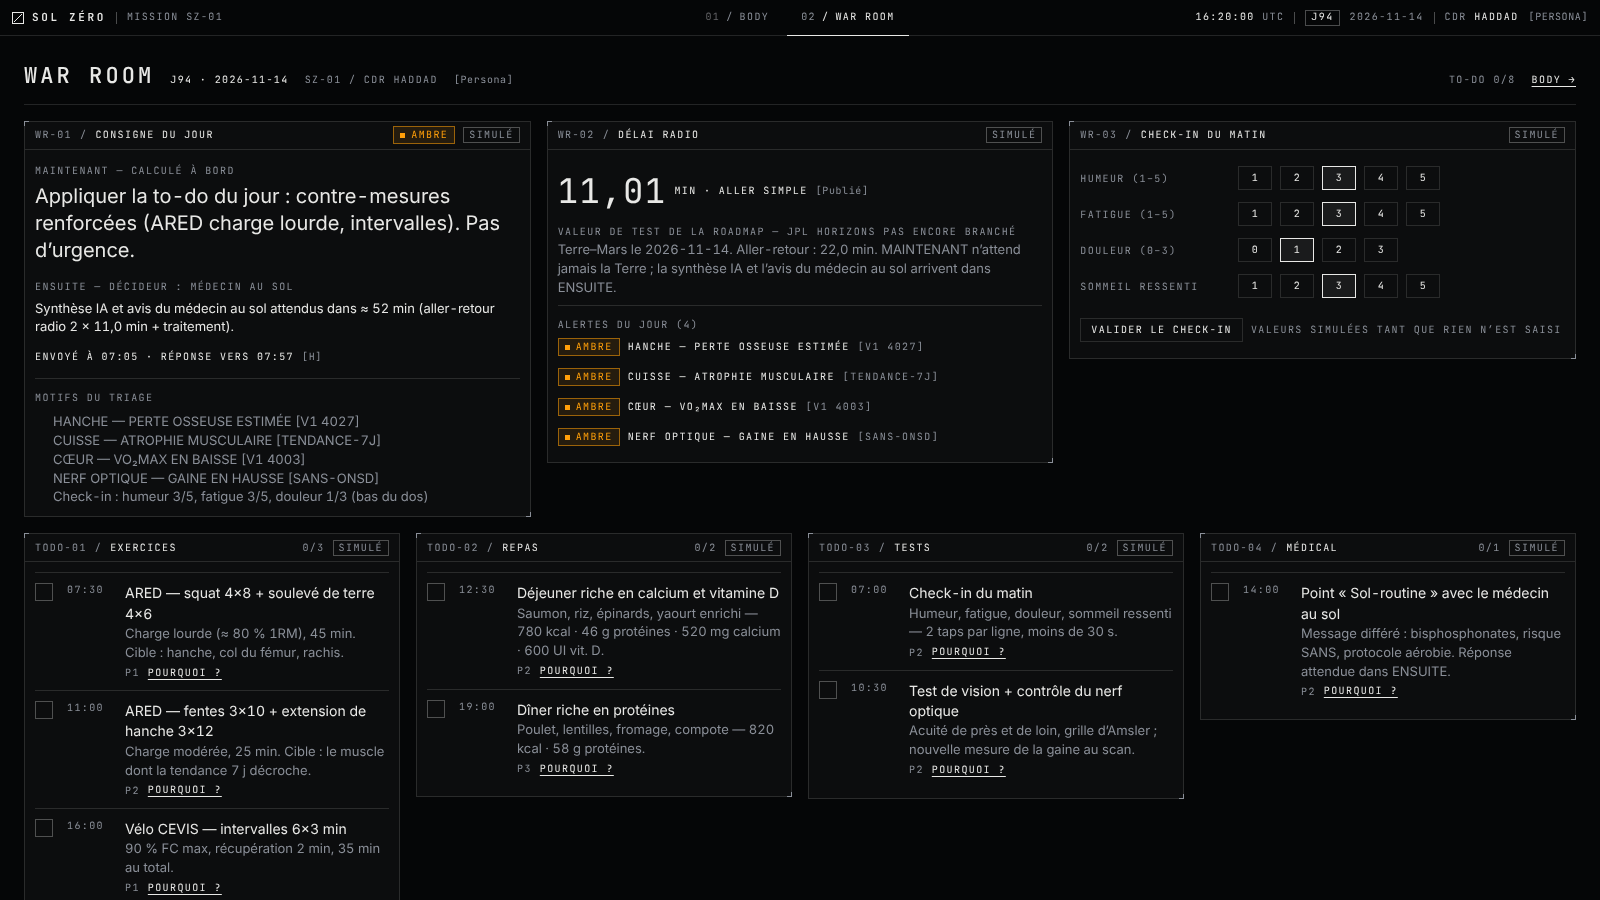 SOL ZÉRO | MISSION SZ-01
01 / BODY
02 / WAR ROOM
16:20:00 UTC | J94 2026-11-14 | CDR HADDAD [PERSONA]
WAR ROOM J94 · 2026-11-14 SZ-01 / CDR HADDAD [Persona]
TO-DO 0/8 BODY →
WR-01 / CONSIGNE DU JOUR AMBRE SIMULÉ
MAINTENANT — CALCULÉ À BORD
Appliquer la to-do du jour : contre-mesures
renforcées (ARED charge lourde, intervalles). Pas
d’urgence.
ENSUITE — DÉCIDEUR : MÉDECIN AU SOL
Synthèse IA et avis du médecin au sol attendus dans ≈ 52 min (aller-retour
radio 2 × 11,0 min + traitement).
ENVOYÉ À 07:05 · RÉPONSE VERS 07:57 [H]
MOTIFS DU TRIAGE
HANCHE — PERTE OSSEUSE ESTIMÉE [V1 4027]
CUISSE — ATROPHIE MUSCULAIRE [TENDANCE-7J]
CŒUR — VO₂MAX EN BAISSE [V1 4003]
NERF OPTIQUE — GAINE EN HAUSSE [SANS-ONSD]
Check-in : humeur 3/5, fatigue 3/5, douleur 1/3 (bas du dos)
WR-02 / DÉLAI RADIO SIMULÉ
11,01 MIN · ALLER SIMPLE [Publié]
VALEUR DE TEST DE LA ROADMAP — JPL HORIZONS PAS ENCORE BRANCHÉ
Terre–Mars le 2026-11-14. Aller-retour : 22,0 min. MAINTENANT n’attend
jamais la Terre ; la synthèse IA et l’avis du médecin au sol arrivent dans
ENSUITE.
ALERTES DU JOUR (4)
AMBRE HANCHE — PERTE OSSEUSE ESTIMÉE [V1 4027]
AMBRE CUISSE — ATROPHIE MUSCULAIRE [TENDANCE-7J]
AMBRE CŒUR — VO₂MAX EN BAISSE [V1 4003]
AMBRE NERF OPTIQUE — GAINE EN HAUSSE [SANS-ONSD]
WR-03 / CHECK-IN DU MATIN SIMULÉ
HUMEUR (1–5) 1 2 3 4 5
FATIGUE (1–5) 1 2 3 4 5
DOULEUR (0–3) 0 1 2 3
SOMMEIL RESSENTI 1 2 3 4 5
VALIDER LE CHECK-IN VALEURS SIMULÉES TANT QUE RIEN N’EST SAISI
TODO-01 / EXERCICES 0/3 SIMULÉ
07:30 ARED — squat 4×8 + soulevé de terre
4×6
Charge lourde (≈ 80 % 1RM), 45 min.
Cible : hanche, col du fémur, rachis.
P1 POURQUOI ?
11:00 ARED — fentes 3×10 + extension de
hanche 3×12
Charge modérée, 25 min. Cible : le muscle
dont la tendance 7 j décroche.
P2 POURQUOI ?
16:00 Vélo CEVIS — intervalles 6×3 min
90 % FC max, récupération 2 min, 35 min
au total.
P1 POURQUOI ?
TODO-02 / REPAS 0/2 SIMULÉ
12:30 Déjeuner riche en calcium et vitamine D
Saumon, riz, épinards, yaourt enrichi —
780 kcal · 46 g protéines · 520 mg calcium
· 600 UI vit. D.
P2 POURQUOI ?
19:00 Dîner riche en protéines
Poulet, lentilles, fromage, compote — 820
kcal · 58 g protéines.
P3 POURQUOI ?
TODO-03 / TESTS 0/2 SIMULÉ
07:00 Check-in du matin
Humeur, fatigue, douleur, sommeil ressenti
— 2 taps par ligne, moins de 30 s.
P2 POURQUOI ?
10:30 Test de vision + contrôle du nerf
optique
Acuité de près et de loin, grille d’Amsler ;
nouvelle mesure de la gaine au scan.
P2 POURQUOI ?
TODO-04 / MÉDICAL 0/1 SIMULÉ
14:00 Point « Sol-routine » avec le médecin
au sol
Message différé : bisphosphonates, risque
SANS, protocole aérobie. Réponse
attendue dans ENSUITE.
P2 POURQUOI ?